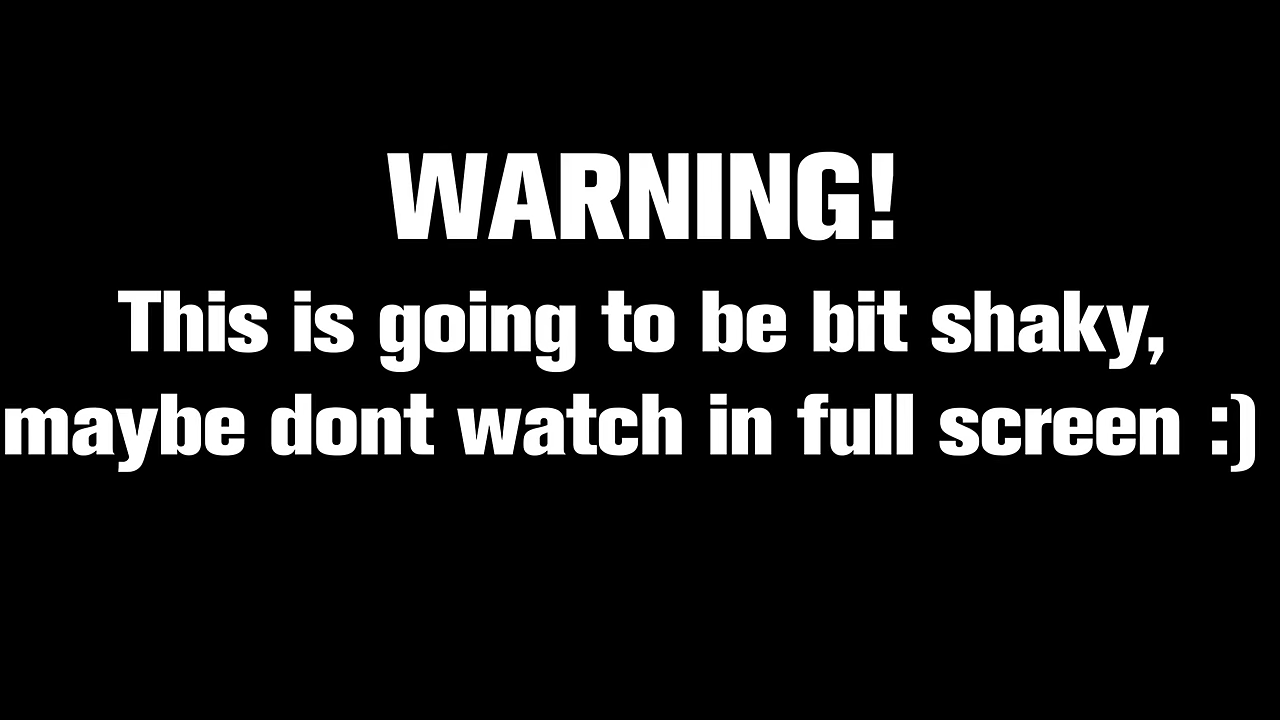 WARNING!
This is going to be bit shaky,
maybe dont watch in full screen :)